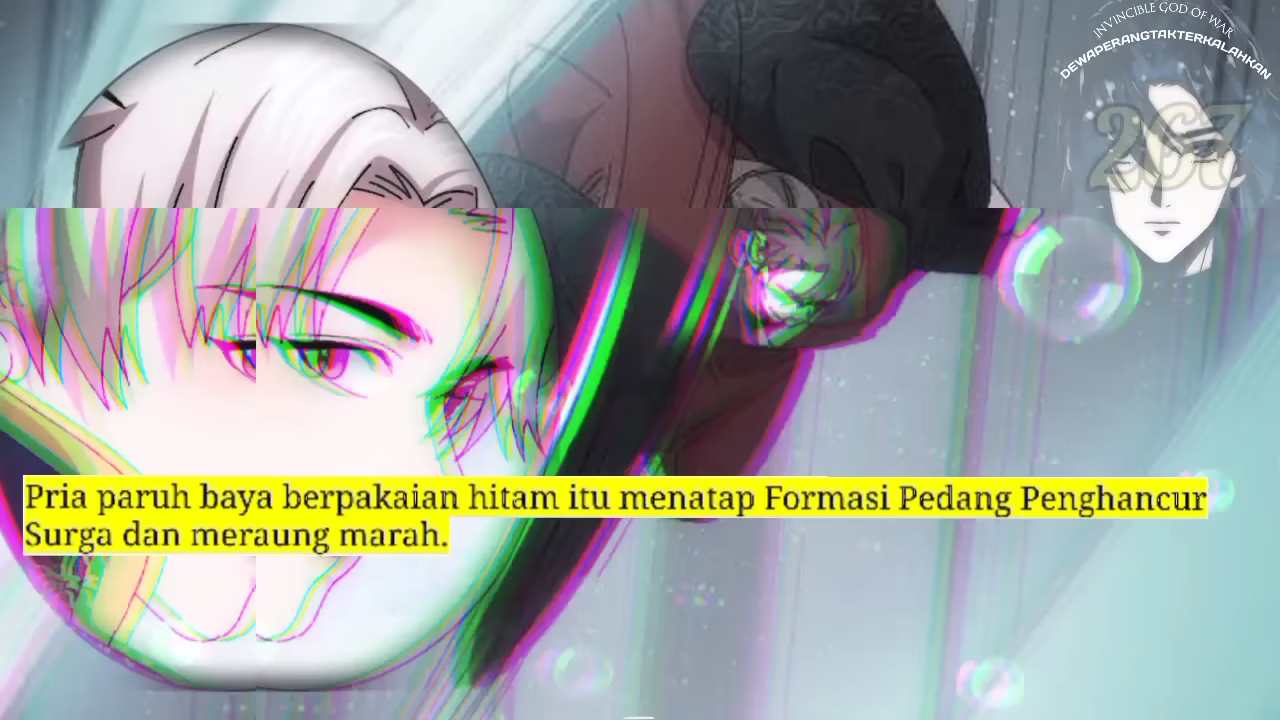 INVINCIBLE GOD OF WAR
DEWAPERANGTAKTERKALAHKAN
267
Pria paruh baya berpakaian hitam itu menatap Formasi Pedang Penghancur
Surga dan meraung marah.